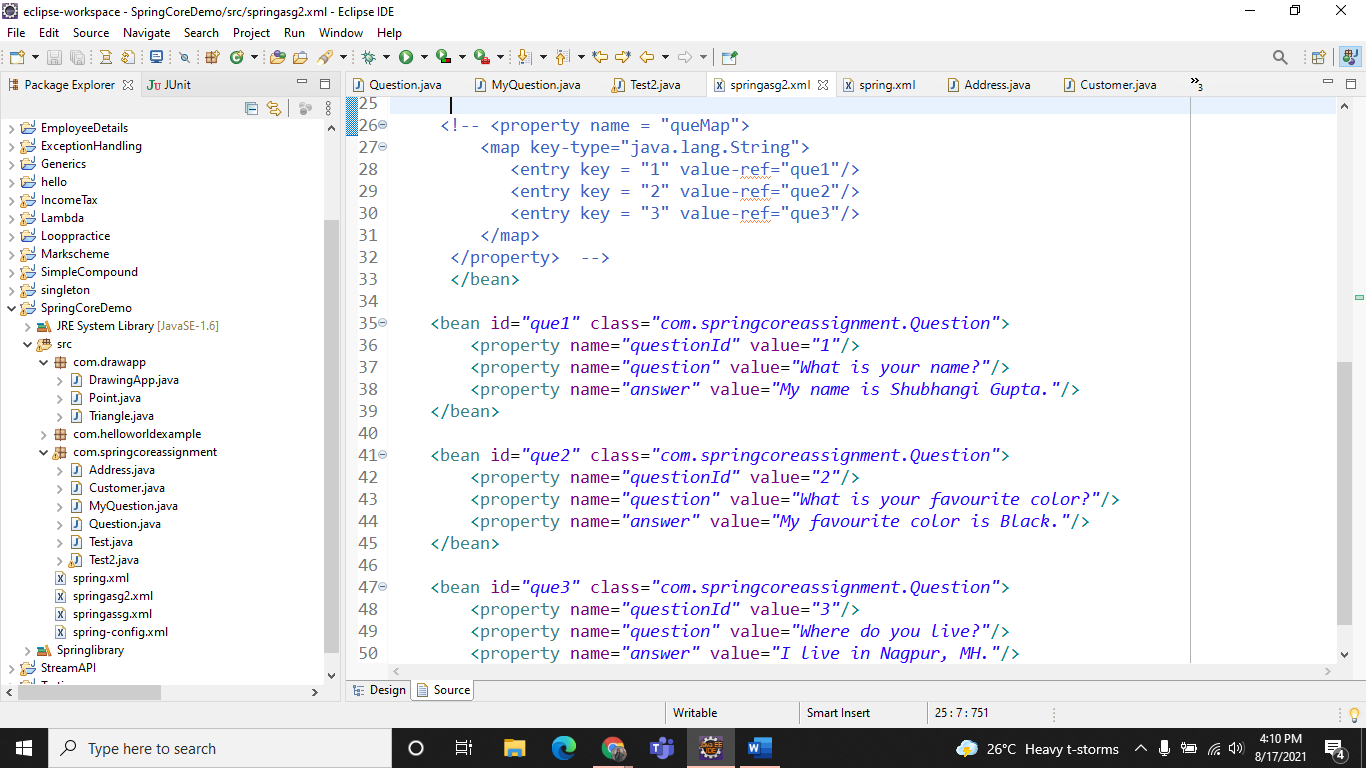 eclipse-workspace - SpringCoreDemo/src/springasg2.xml - Eclipse IDE
File Edit Source Navigate Search Project Run Window Help
Package Explorer JUnit
Question.java MyQuestion.java Test2.java springasg2.xml spring.xml Address.java Customer.java »3
EmployeeDetails
ExceptionHandling
Generics
hello
IncomeTax
Lambda
Looppractice
Markscheme
SimpleCompound
singleton
SpringCoreDemo
JRE System Library [JavaSE-1.6]
src
com.drawapp
DrawingApp.java
Point.java
Triangle.java
com.helloworldexample
com.springcoreassignment
Address.java
Customer.java
MyQuestion.java
Question.java
Test.java
Test2.java
spring.xml
springasg2.xml
springassg.xml
spring-config.xml
Springlibrary
StreamAPI
25
26 <!-- <property name = "queMap">
27 <map key-type="java.lang.String">
28 <entry key = "1" value-ref="que1"/>
29 <entry key = "2" value-ref="que2"/>
30 <entry key = "3" value-ref="que3"/>
31 </map>
32 </property> -->
33 </bean>
34
35 <bean id="que1" class="com.springcoreassignment.Question">
36 <property name="questionId" value="1"/>
37 <property name="question" value="What is your name?"/>
38 <property name="answer" value="My name is Shubhangi Gupta."/>
39 </bean>
40
41 <bean id="que2" class="com.springcoreassignment.Question">
42 <property name="questionId" value="2"/>
43 <property name="question" value="What is your favourite color?"/>
44 <property name="answer" value="My favourite color is Black."/>
45 </bean>
46
47 <bean id="que3" class="com.springcoreassignment.Question">
48 <property name="questionId" value="3"/>
49 <property name="question" value="Where do you live?"/>
50 <property name="answer" value="I live in Nagpur, MH."/>
Design Source
Writable Smart Insert 25 : 7 : 751
Type here to search
26°C Heavy t-storms
4:10 PM
8/17/2021
4